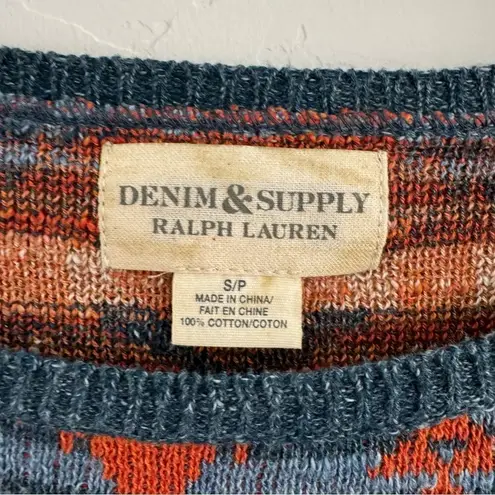 DENIM & SUPPLY
RALPH LAUREN
S/P
MADE IN CHINA/
FAIT EN CHINE
100% COTTON/COTON